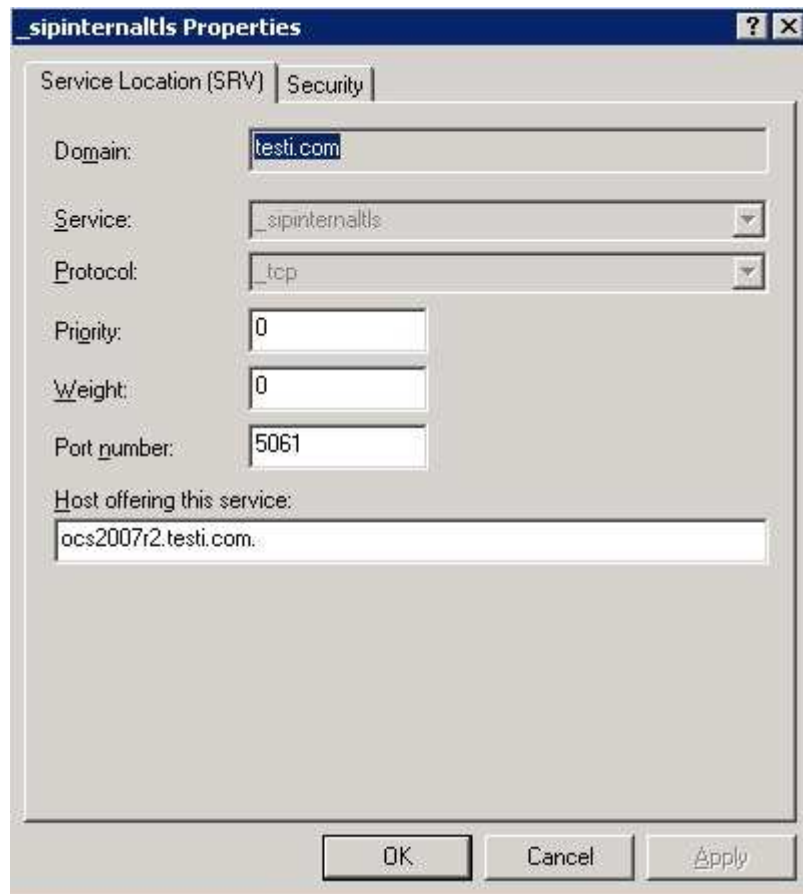 _sipinternaltls Properties
Service Location (SRV) Security
Domain: testi.com
Service: _sipinternaltls
Protocol: _tcp
Priority: 0
Weight: 0
Port number: 5061
Host offering this service:
ocs2007r2.testi.com.
OK Cancel Apply